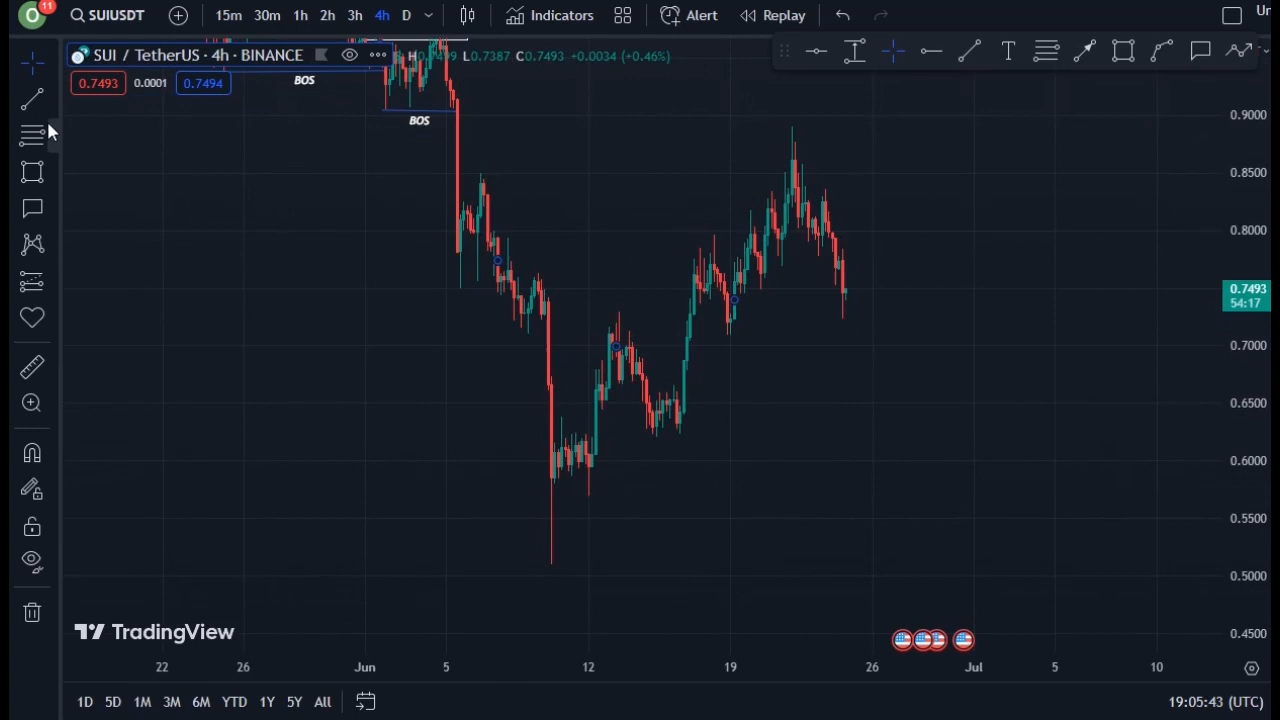 O 11 SUIUSDT 15m 30m 1h 2h 3h 4h D Indicators Alert Replay Un
SUI / TetherUS · 4h · BINANCE H L0.7387 C0.7493 +0.0034 (+0.46%)
0.7493 0.0001 0.7494
BOS
BOS
T
0.9000
0.8500
0.8000
0.7493
54:17
0.7000
0.6500
0.6000
0.5500
0.5000
0.4500
TradingView
22 26 Jun 5 12 19 26 Jul 5 10
1D 5D 1M 3M 6M YTD 1Y 5Y All 19:05:43 (UTC)